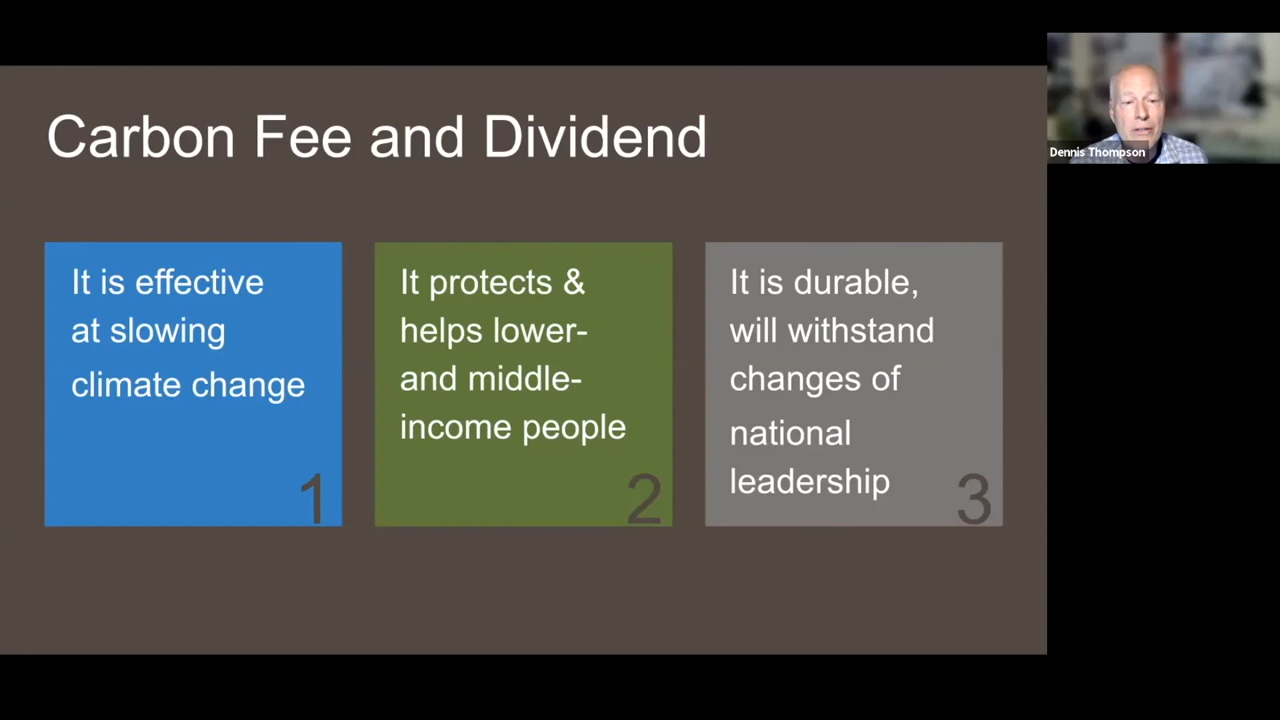 Carbon Fee and Dividend
It is effective
at slowing
climate change
1
It protects &
helps lower-
and middle-
income people
2
It is durable,
will withstand
changes of
national
leadership
3
Dennis Thompson